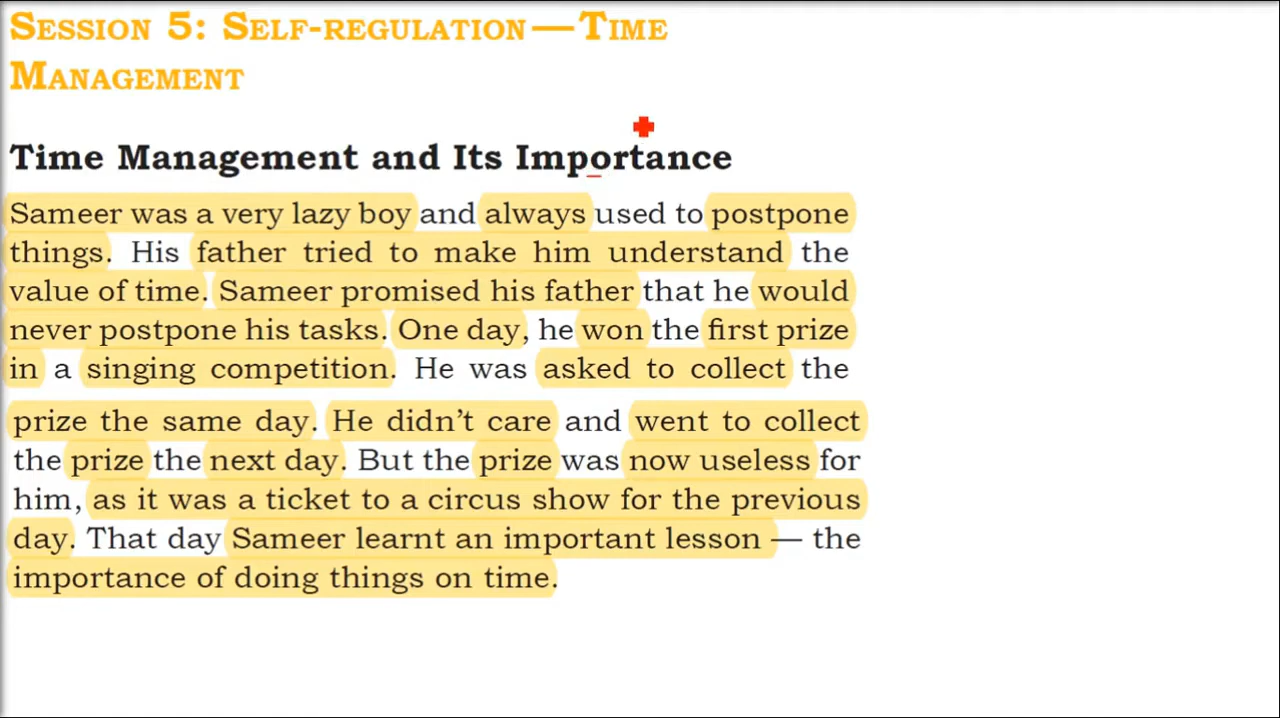 SESSION 5: SELF-REGULATION—TIME
MANAGEMENT
Time Management and Its Importance
Sameer was a very lazy boy and always used to postpone
things. His father tried to make him understand the
value of time. Sameer promised his father that he would
never postpone his tasks. One day, he won the first prize
in a singing competition. He was asked to collect the
prize the same day. He didn’t care and went to collect
the prize the next day. But the prize was now useless for
him, as it was a ticket to a circus show for the previous
day. That day Sameer learnt an important lesson — the
importance of doing things on time.